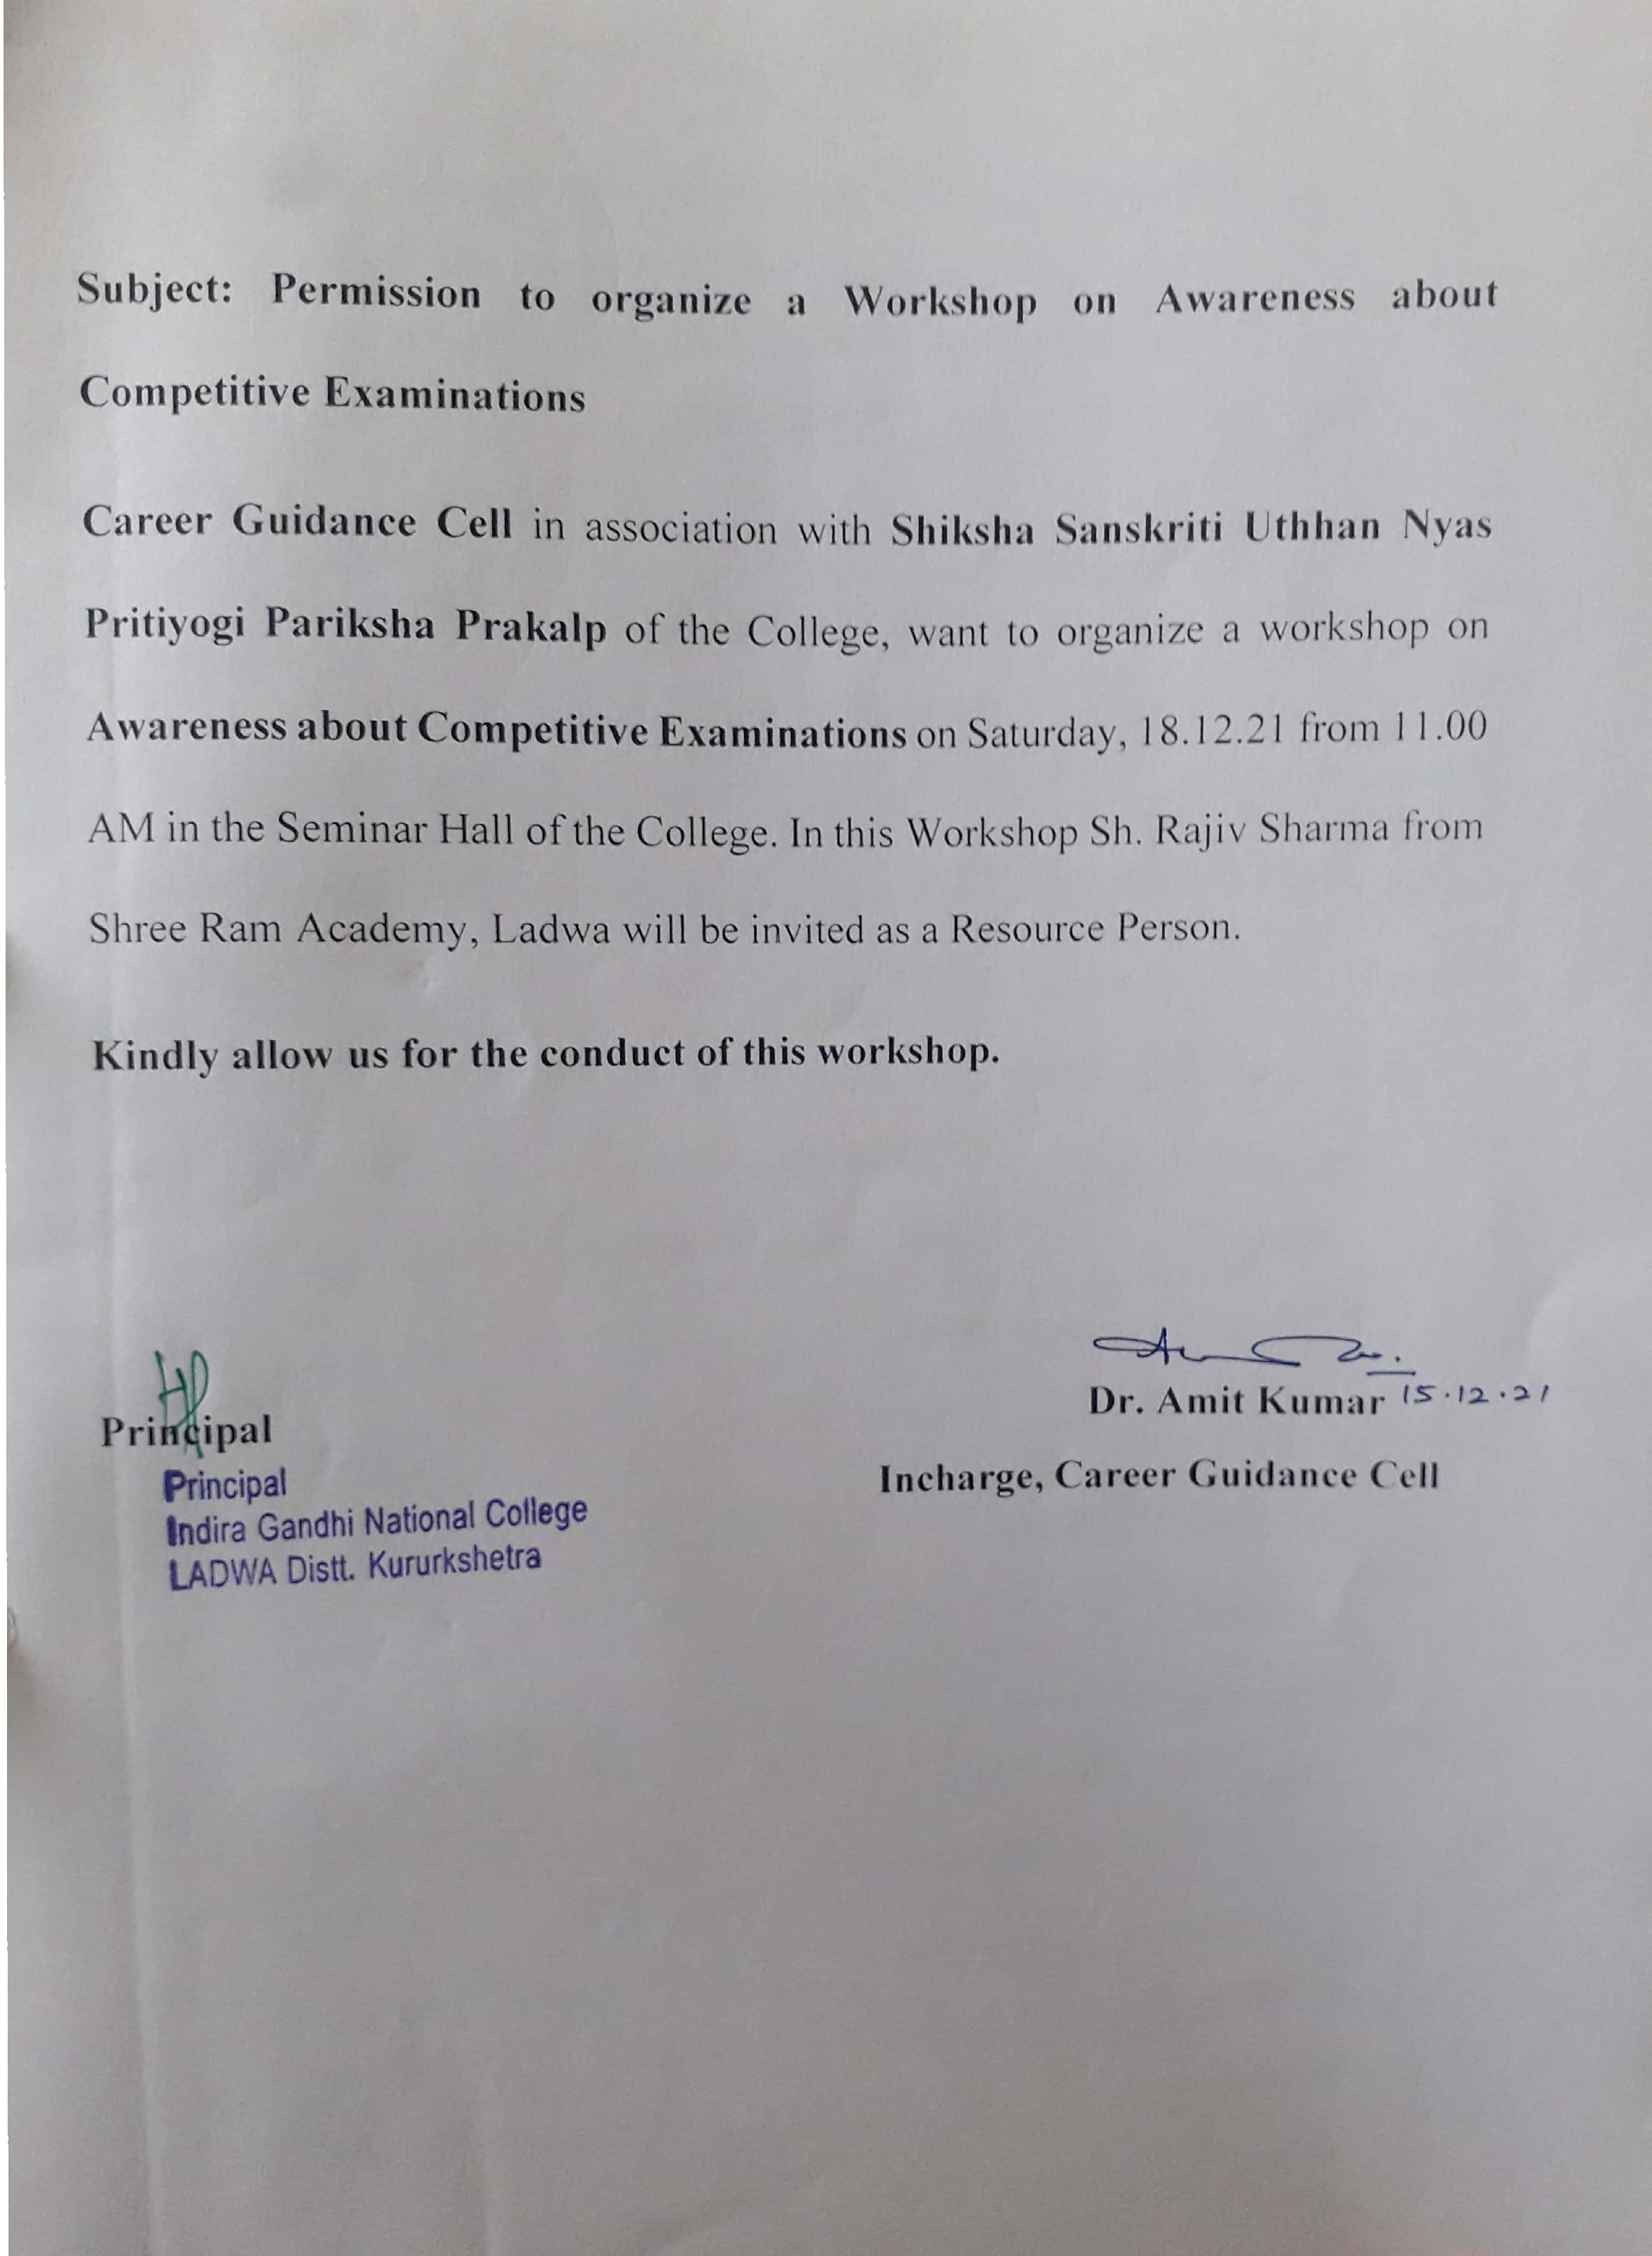 Subject: Permission to organize a Workshop on Awareness about
Competitive Examinations
Career Guidance Cell in association with Shiksha Sanskriti Uthhan Nyas
Pritiyogi Pariksha Prakalp of the College, want to organize a workshop on
Awareness about Competitive Examinations on Saturday, 18.12.21 from 11.00
AM in the Seminar Hall of the College. In this Workshop Sh. Rajiv Sharma from
Shree Ram Academy, Ladwa will be invited as a Resource Person.
Kindly allow us for the conduct of this workshop.
Dr. Amit Kumar 15.12.21
Incharge, Career Guidance Cell
Principal
Principal
Indira Gandhi National College
LADWA Distt. Kururkshetra